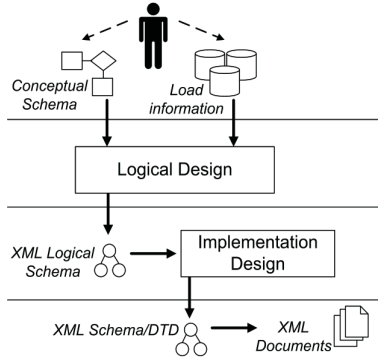 Conceptual
Schema
Load
information
Logical Design
XML Logical
Schema
Implementation
Design
XML Schema/DTD
XML
Documents